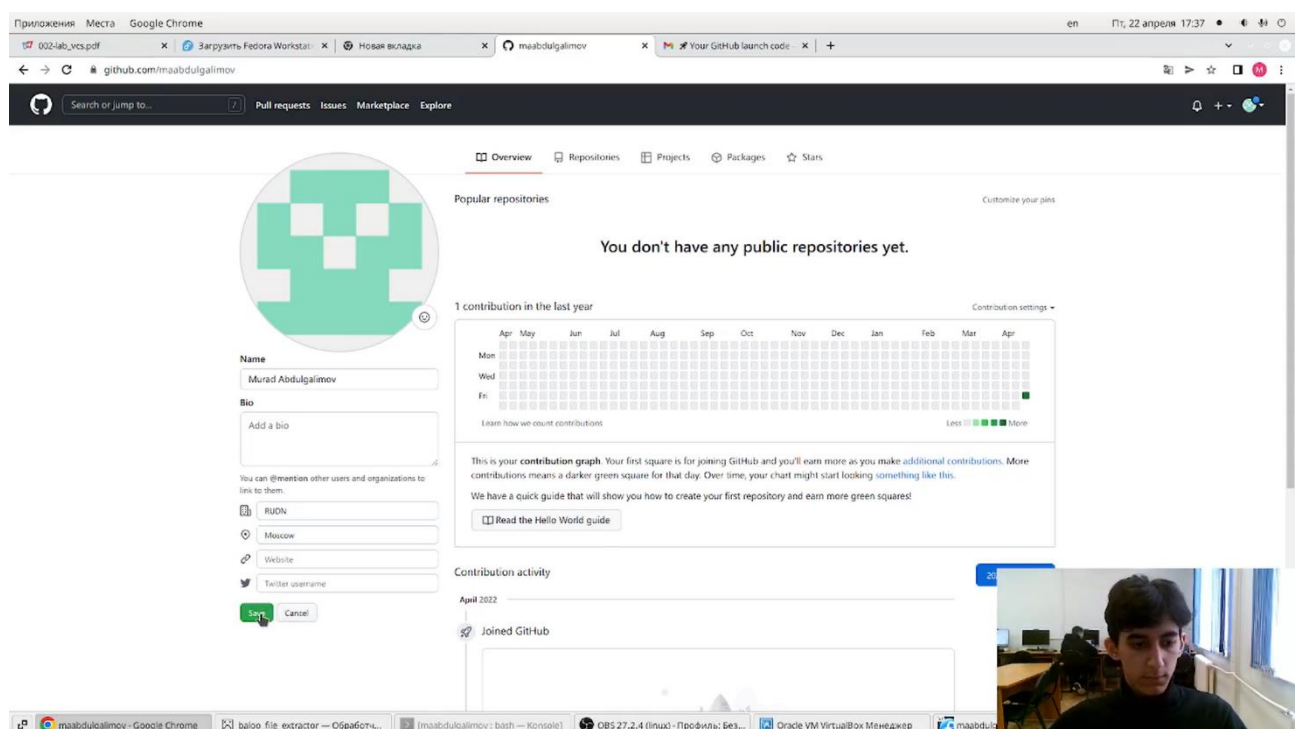 Приложения Места Google Chrome en Пт, 22 апреля 17:37
002-lab_vcs.pdf Загрузить Fedora Workstat Новая вкладка maabdulgalimov Your GitHub launch code -
github.com/maabdulgalimov M
Search or jump to... / Pull requests Issues Marketplace Explore
Overview Repositories Projects Packages Stars
Popular repositories Customize your pins
You don't have any public repositories yet.
1 contribution in the last year Contribution settings
Apr May Jun Jul Aug Sep Oct Nov Dec Jan Feb Mar Apr
Mon
Wed
Fri
Learn how we count contributions Less More
Name
Murad Abdulgalimov
Bio
Add a bio
You can @mention other users and organizations to
link to them.
RUDN
Moscow
Website
Twitter username
Save Cancel
This is your contribution graph. Your first square is for joining GitHub and you'll earn more as you make additional contributions. More
contributions means a darker green square for that day. Over time, your chart might start looking something like this.
We have a quick guide that will show you how to create your first repository and earn more green squares!
Read the Hello World guide
Contribution activity 20
April 2022
Joined GitHub
maabdulgalimov - Google Chrome baloo_file_extractor — Обработч... [maabdulgalimov : bash — Konsole] OBS 27.2.4 (linux) - Профиль: Без... Oracle VM VirtualBox Менеджер maabdulg